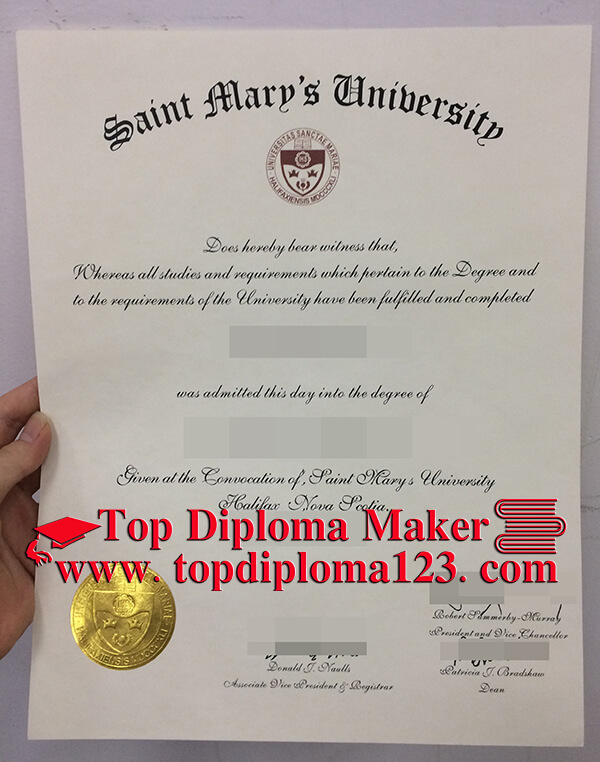 Saint Mary's University
UNIVERSITAS SANCTAE MARIAE
HALIFAXIENSIS MDCCCXLI
Does hereby bear witness that,
Whereas all studies and requirements which pertain to the Degree and
to the requirements of the University have been fulfilled and completed
was admitted this day into the degree of
Given at the Convocation of, Saint Mary's University
Halifax Nova Scotia,
Top Diploma Maker
www. topdiploma123. com
Robert Summerby-Murray
President and Vice Chancellor
Donald J. Naulls
Associate Vice President & Registrar
Patricia J. Bradshaw
Dean